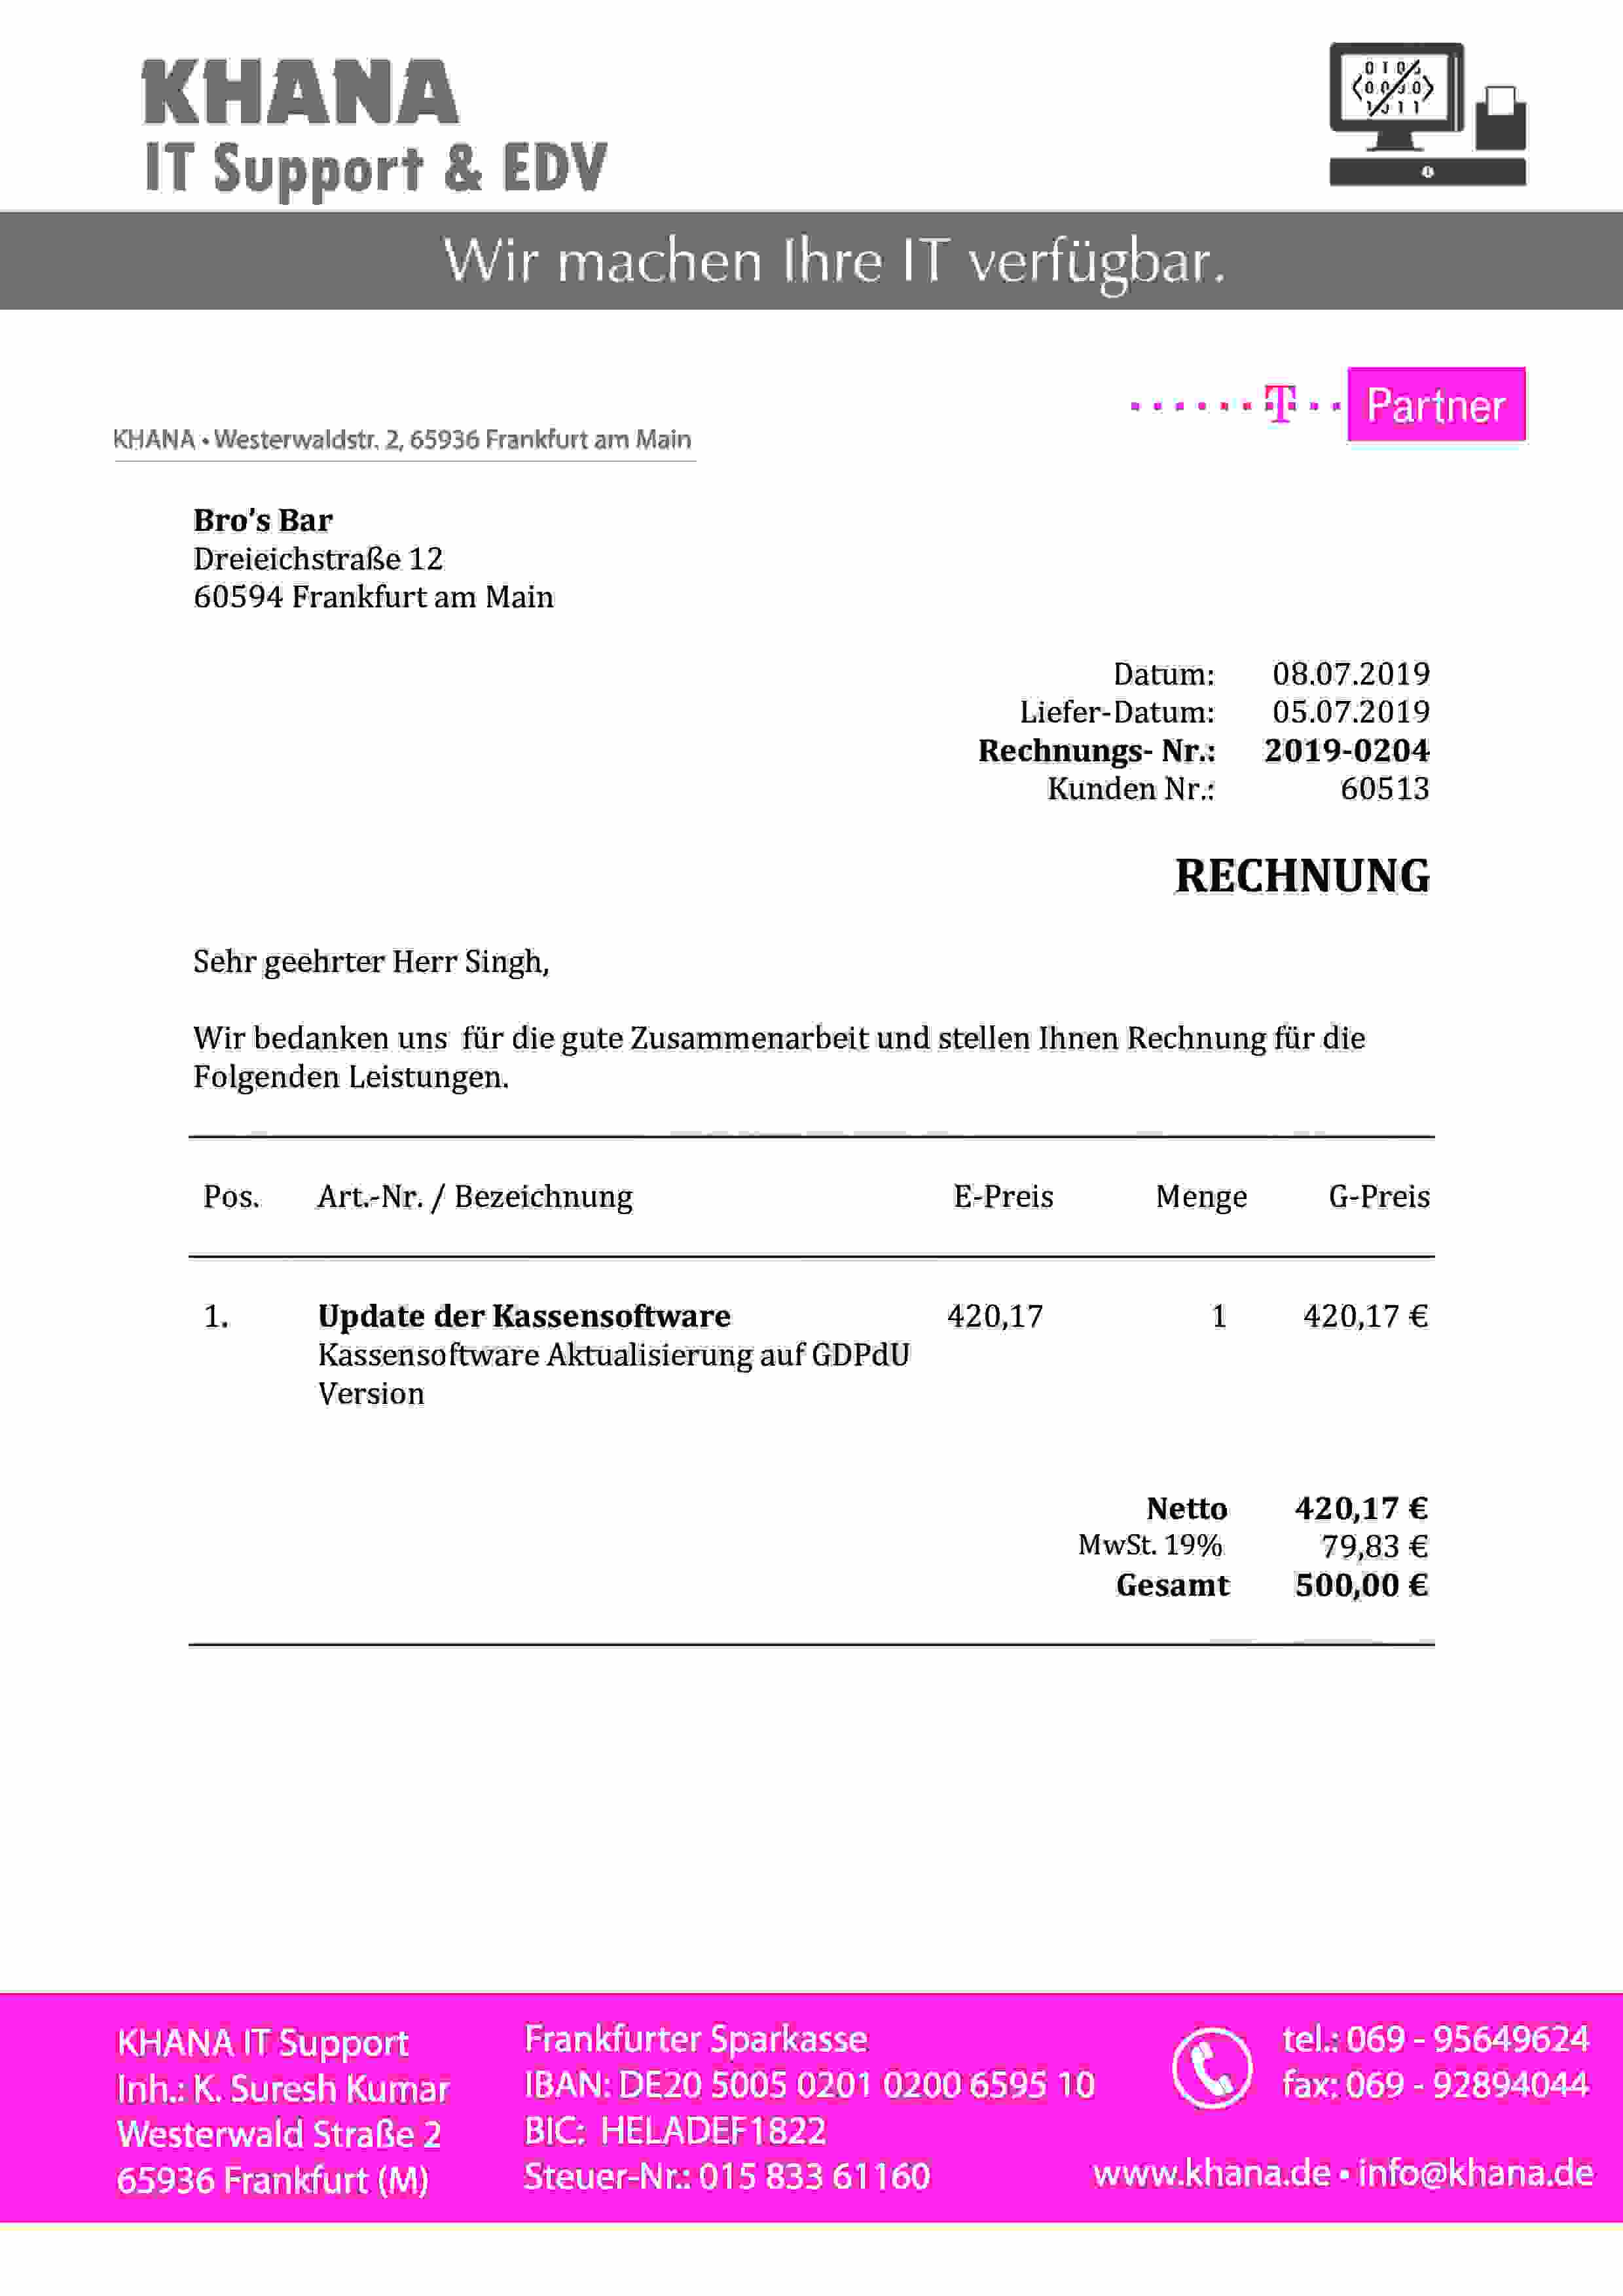 KHANA
IT Support & EDV
Wir machen Ihre IT verfügbar.
T Partner
KHANA • Westerwaldstr. 2, 65936 Frankfurt am Main
Bro's Bar
Dreieichstraße 12
60594 Frankfurt am Main
Datum: 08.07.2019
Liefer-Datum: 05.07.2019
Rechnungs- Nr.: 2019-0204
Kunden Nr.: 60513
RECHNUNG
Sehr geehrter Herr Singh,
Wir bedanken uns für die gute Zusammenarbeit und stellen Ihnen Rechnung für die
Folgenden Leistungen.
Pos. Art.-Nr. / Bezeichnung E-Preis Menge G-Preis
1. Update der Kassensoftware 420,17 1 420,17 €
Kassensoftware Aktualisierung auf GDPdU
Version
Netto 420,17 €
MwSt. 19% 79,83 €
Gesamt 500,00 €
KHANA IT Support
Inh.: K. Suresh Kumar
Westerwald Straße 2
65936 Frankfurt (M)
Frankfurter Sparkasse
IBAN: DE20 5005 0201 0200 6595 10
BIC: HELADEF1822
Steuer-Nr.: 015 833 61160
tel.: 069 - 95649624
fax: 069 - 92894044
www.khana.de • info@khana.de